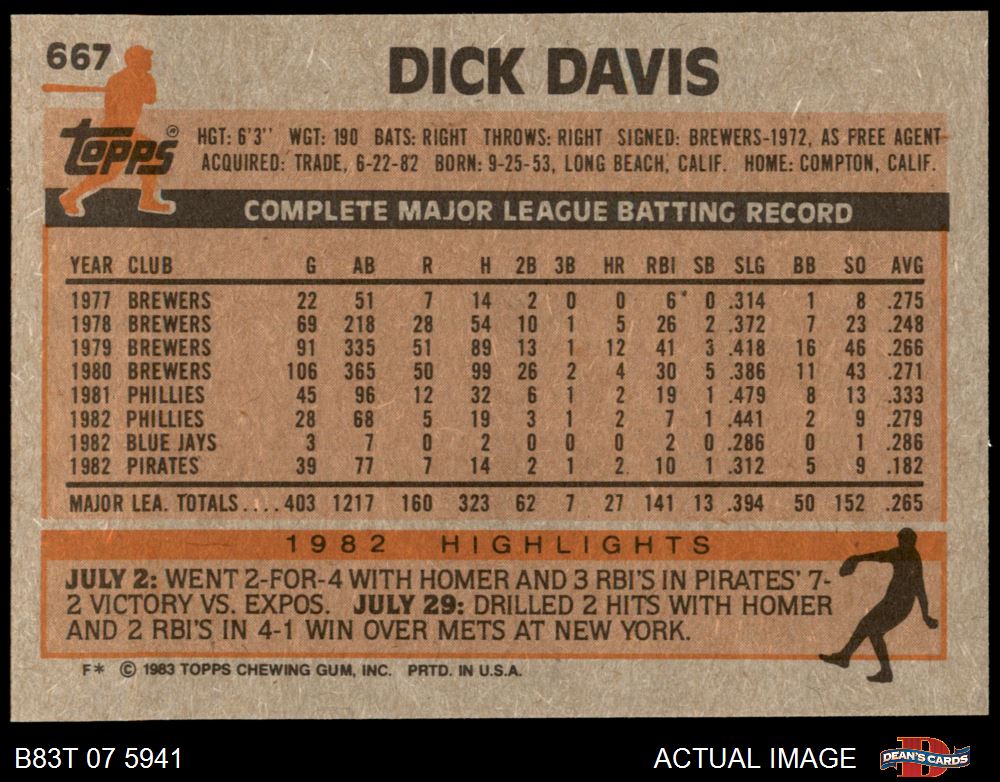 667
DICK DAVIS
Topps®
HGT: 6'3'' WGT: 190 BATS: RIGHT THROWS: RIGHT SIGNED: BREWERS-1972, AS FREE AGENT
ACQUIRED: TRADE, 6-22-82 BORN: 9-25-53, LONG BEACH, CALIF. HOME: COMPTON, CALIF.
COMPLETE MAJOR LEAGUE BATTING RECORD
YEAR CLUB G AB R H 2B 3B HR RBI SB SLG BB SO AVG
1977 BREWERS 22 51 7 14 2 0 0 6 0 .314 1 8 .275
1978 BREWERS 69 218 28 54 10 1 5 26 2 .372 7 23 .248
1979 BREWERS 91 335 51 89 13 1 12 41 3 .418 16 46 .266
1980 BREWERS 106 365 50 99 26 2 4 30 5 .386 11 43 .271
1981 PHILLIES 45 96 12 32 6 1 2 19 1 .479 8 13 .333
1982 PHILLIES 28 68 5 19 3 1 2 7 1 .441 2 9 .279
1982 BLUE JAYS 3 7 0 2 0 0 0 2 0 .286 0 1 .286
1982 PIRATES 39 77 7 14 2 1 2 10 1 .312 5 9 .182
MAJOR LEA. TOTALS.... 403 1217 160 323 62 7 27 141 13 .394 50 152 .265
1982 HIGHLIGHTS
JULY 2: WENT 2-FOR-4 WITH HOMER AND 3 RBI'S IN PIRATES' 7-
2 VICTORY VS. EXPOS. JULY 29: DRILLED 2 HITS WITH HOMER
AND 2 RBI'S IN 4-1 WIN OVER METS AT NEW YORK.
F* © 1983 TOPPS CHEWING GUM, INC. PRTD. IN U.S.A.
B83T 07 5941
ACTUAL IMAGE
DEAN'S CARDS